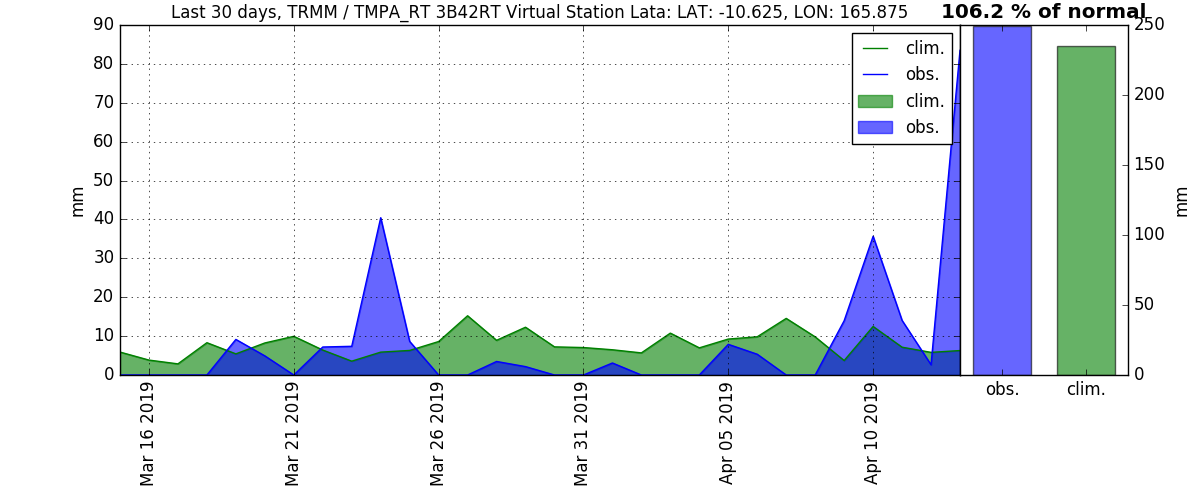 Last 30 days, TRMM / TMPA_RT 3B42RT Virtual Station Lata: LAT: -10.625, LON: 165.875
106.2 % of normal
90
80
70
60
50
40
30
20
10
0
mm
clim.
obs.
clim.
obs.
250
200
150
100
50
0
mm
Mar 16 2019
Mar 21 2019
Mar 26 2019
Mar 31 2019
Apr 05 2019
Apr 10 2019
obs.
clim.